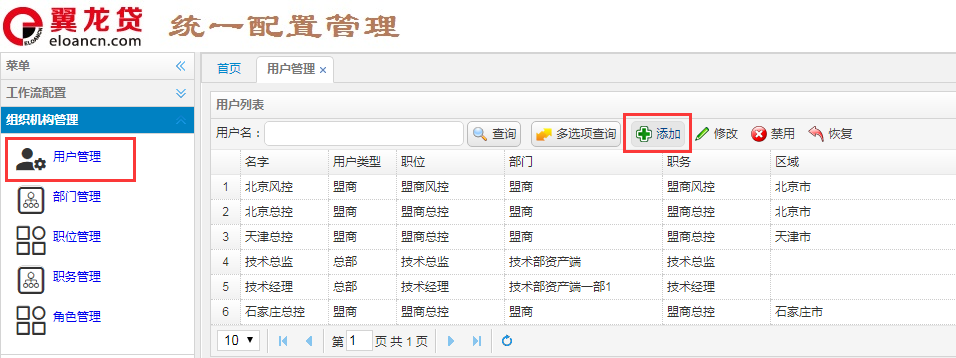 翼龙贷
eloancn.com
统一配置管理
菜单
工作流配置
组织机构管理
用户管理
部门管理
职位管理
职务管理
角色管理
首页 用户管理
用户列表
用户名： 查询 多选项查询 添加 修改 禁用 恢复
名字 用户类型 职位 部门 职务 区域
1 北京风控 盟商 盟商风控 盟商 盟商风控 北京市
2 北京总控 盟商 盟商总控 盟商 盟商总控 北京市
3 天津总控 盟商 盟商总控 盟商 盟商总控 天津市
4 技术总监 总部 技术总监 技术部资产端 技术总监
5 技术经理 总部 技术经理 技术部资产端一部1 技术经理
6 石家庄总控 盟商 盟商总控 盟商 盟商总控 石家庄市
10 第 1 页 共 1 页